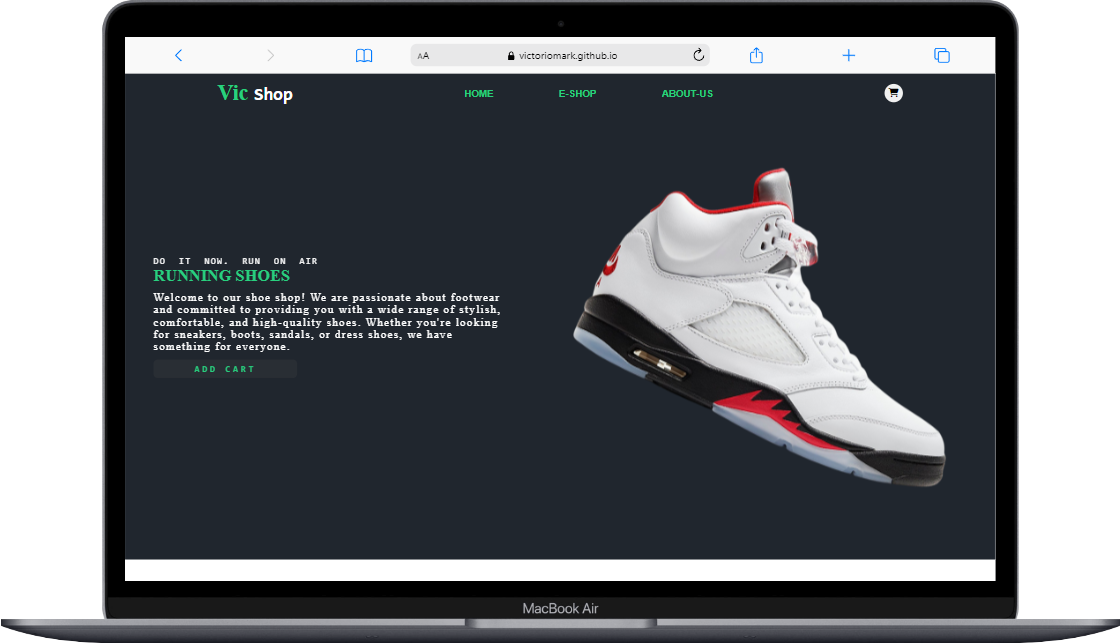 AA victoriomark.github.io
Vic Shop
HOME
E-SHOP
ABOUT-US
DO IT NOW. RUN ON AIR
RUNNING SHOES
Welcome to our shoe shop! We are passionate about footwear
and committed to providing you with a wide range of stylish,
comfortable, and high-quality shoes. Whether you're looking
for sneakers, boots, sandals, or dress shoes, we have
something for everyone.
ADD CART
MacBook Air